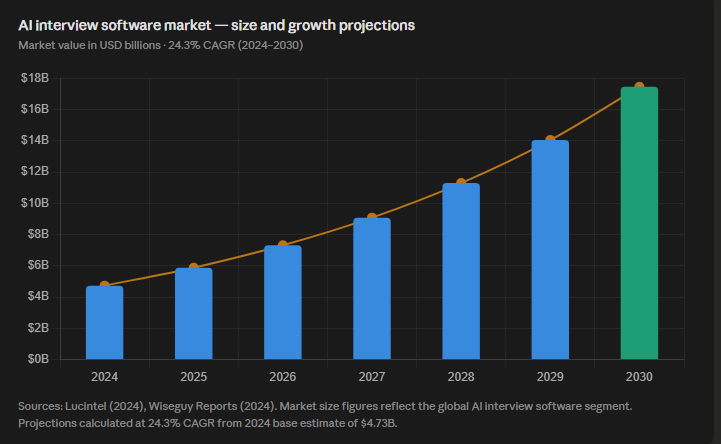 AI interview software market — size and growth projections
Market value in USD billions · 24.3% CAGR (2024–2030)
$18B
$16B
$14B
$12B
$10B
$8B
$6B
$4B
$2B
$0B
2024 2025 2026 2027 2028 2029 2030
Sources: Lucintel (2024), Wiseguy Reports (2024). Market size figures reflect the global AI interview software segment.
Projections calculated at 24.3% CAGR from 2024 base estimate of $4.73B.